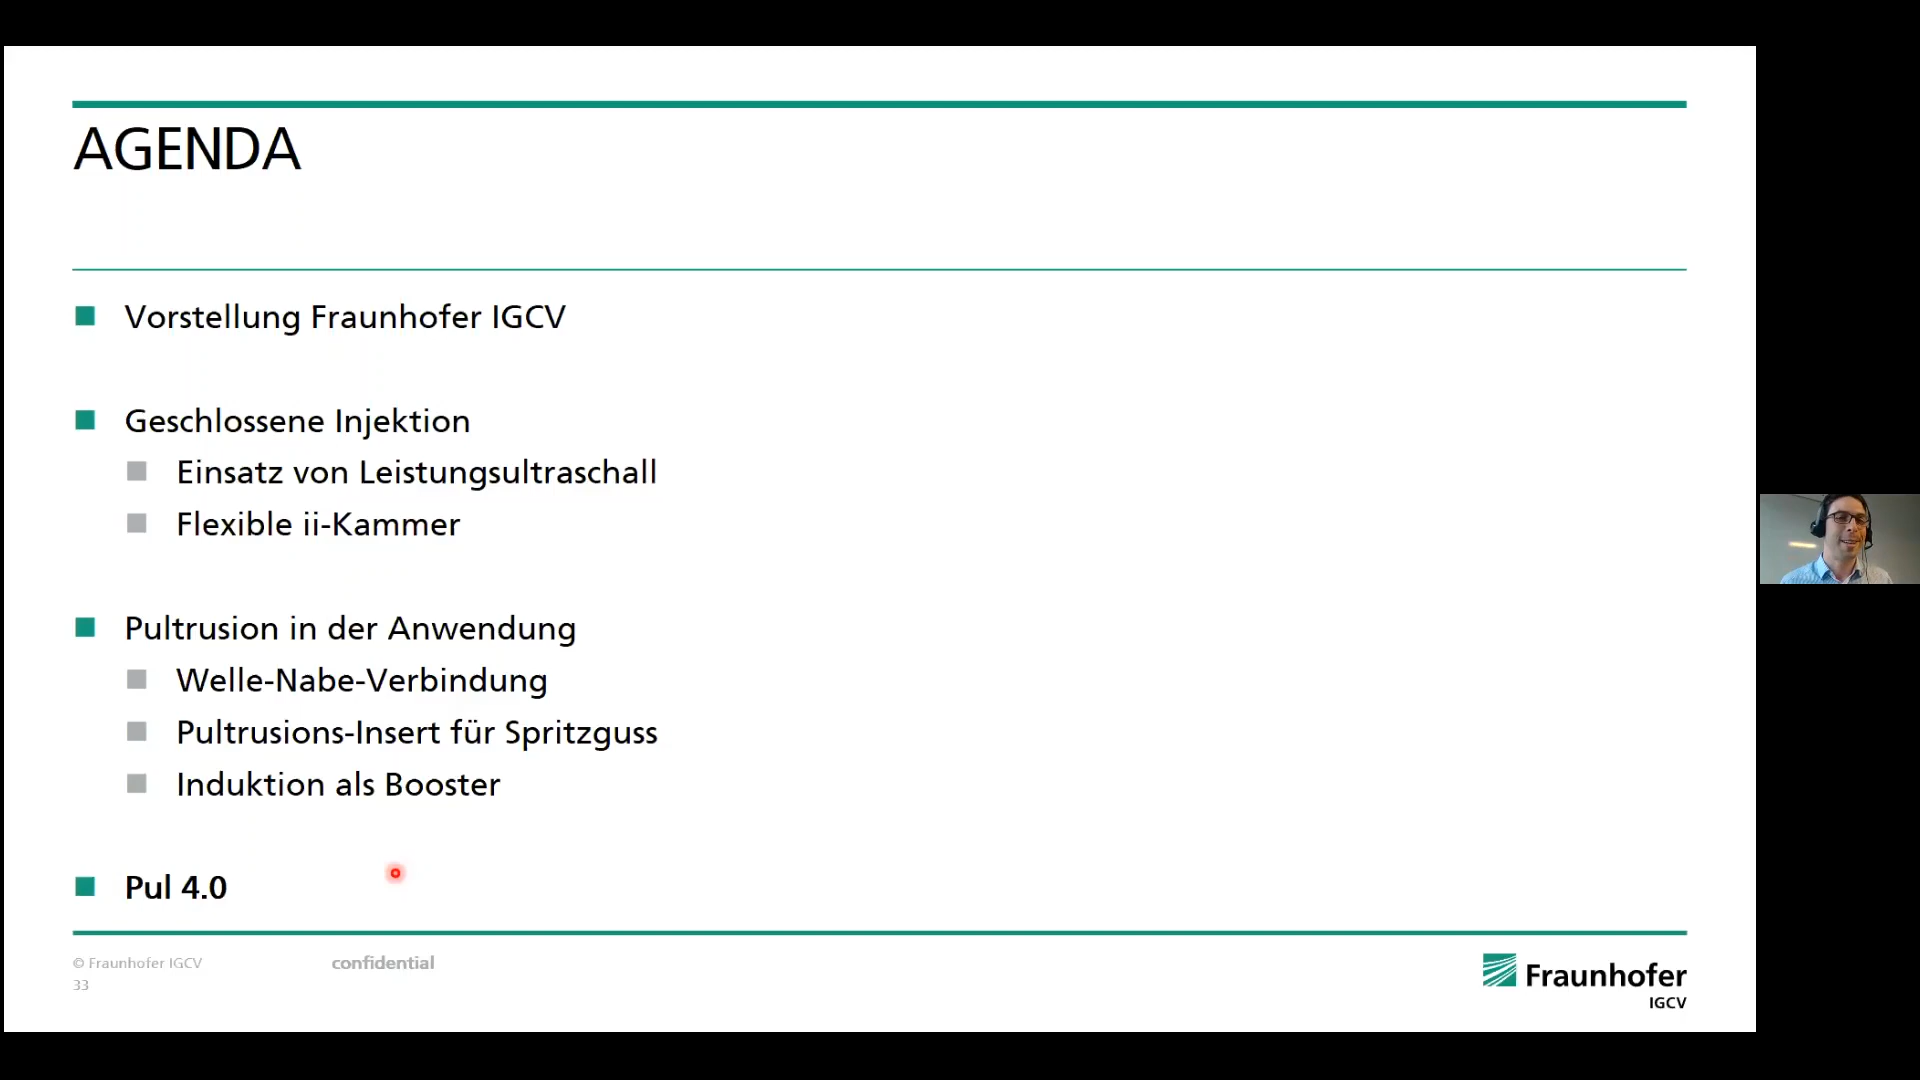 AGENDA
Vorstellung Fraunhofer IGCV
Geschlossene Injektion
Einsatz von Leistungsultraschall
Flexible ii-Kammer
Pultrusion in der Anwendung
Welle-Nabe-Verbindung
Pultrusions-Insert für Spritzguss
Induktion als Booster
Pul 4.0
© Fraunhofer IGCV
confidential
33
Fraunhofer
IGCV